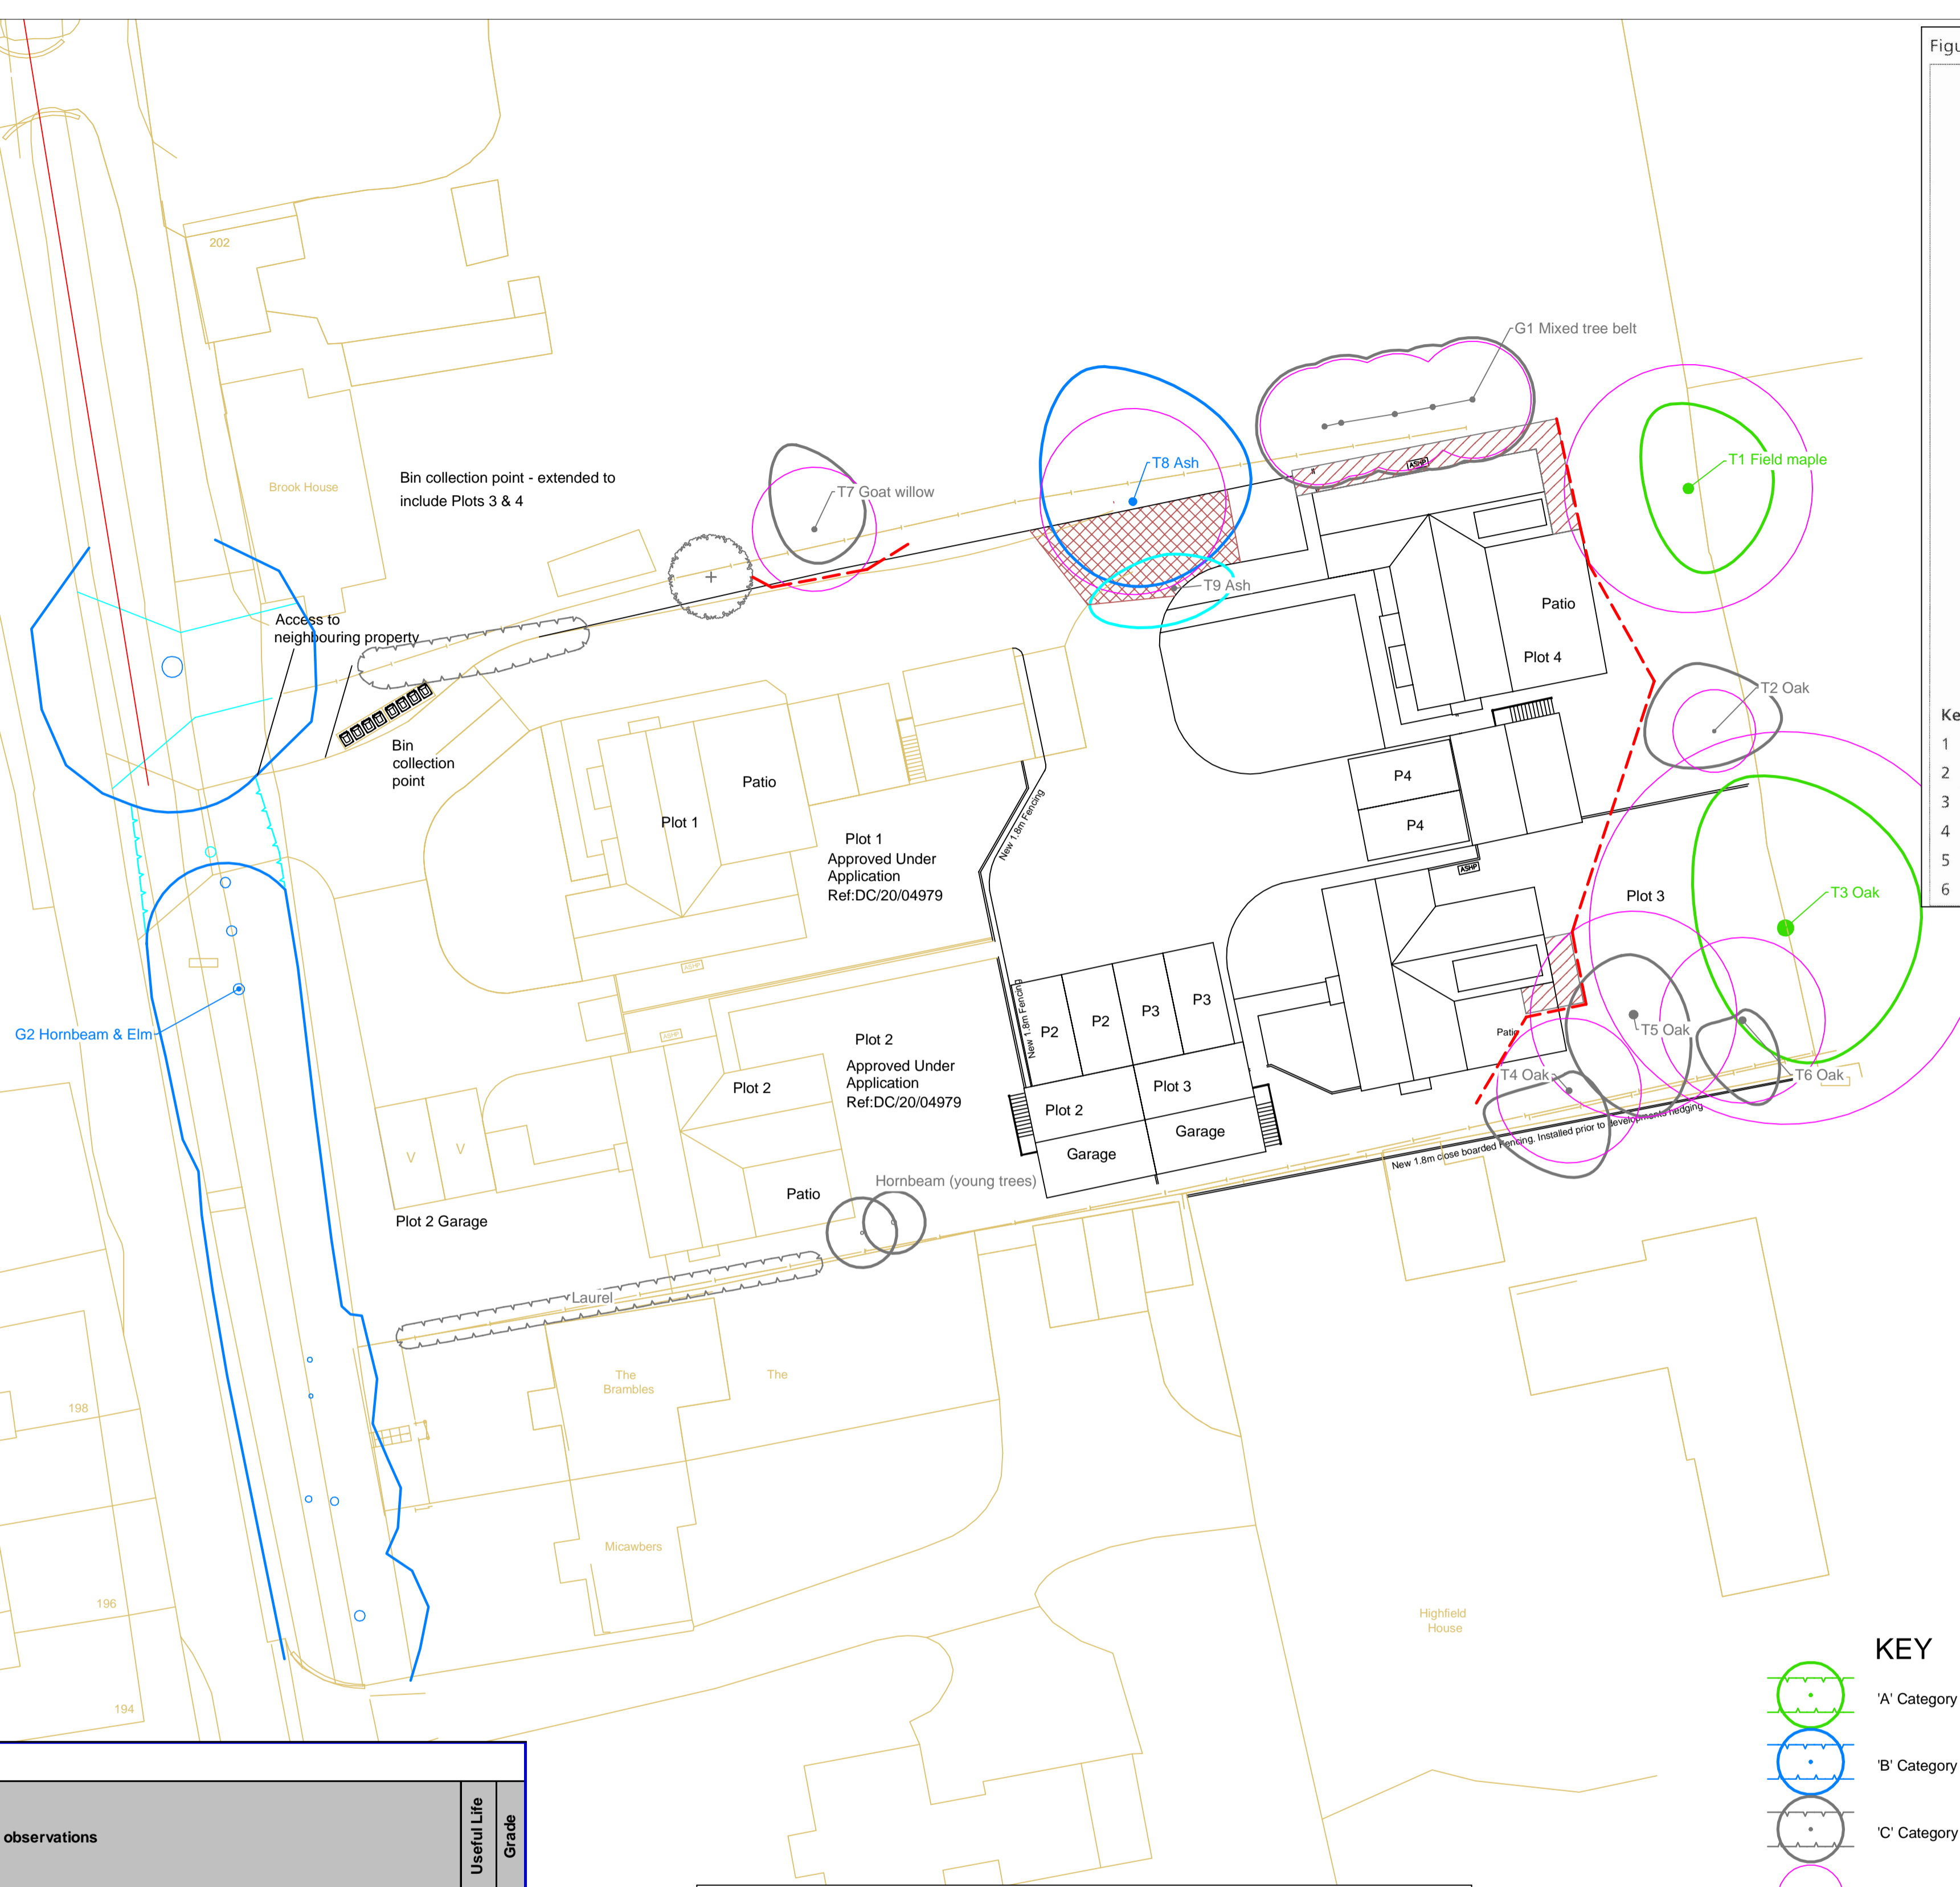 Figu
202
G1 Mixed tree belt
T8 Ash
T1 Field maple
ASHP
Bin collection point - extended to
include Plots 3 & 4
Brook House
T7 Goat willow
T9 Ash
Patio
Plot 4
Access to
neighbouring property
T2 Oak
Ke
1
2
3
4
5
6
Bin
collection
point
Patio
Plot 1
P4
P4
New 1.8m Fencing
Plot 1
Approved Under
Application
Ref:DC/20/04979
ASHP
Plot 3
T3 Oak
ASHP
P2
P2
P3
P3
New 1.8m Fencing
G2 Hornbeam & Elm
ASHP
Plot 2
Approved Under
Application
Ref:DC/20/04979
Patio
T5 Oak
T4 Oak
T6 Oak
Plot 2
Plot 3
Plot 2
Garage
Garage
New 1.8m close boarded Fencing. Installed prior to developments hedging
V
V
Hornbeam (young trees)
Patio
Plot 2 Garage
Laurel
The
Brambles
The
198
Micawbers
196
Highfield
House
194
KEY
'A' Category
'B' Category
'C' Category
observations
Useful Life
Grade